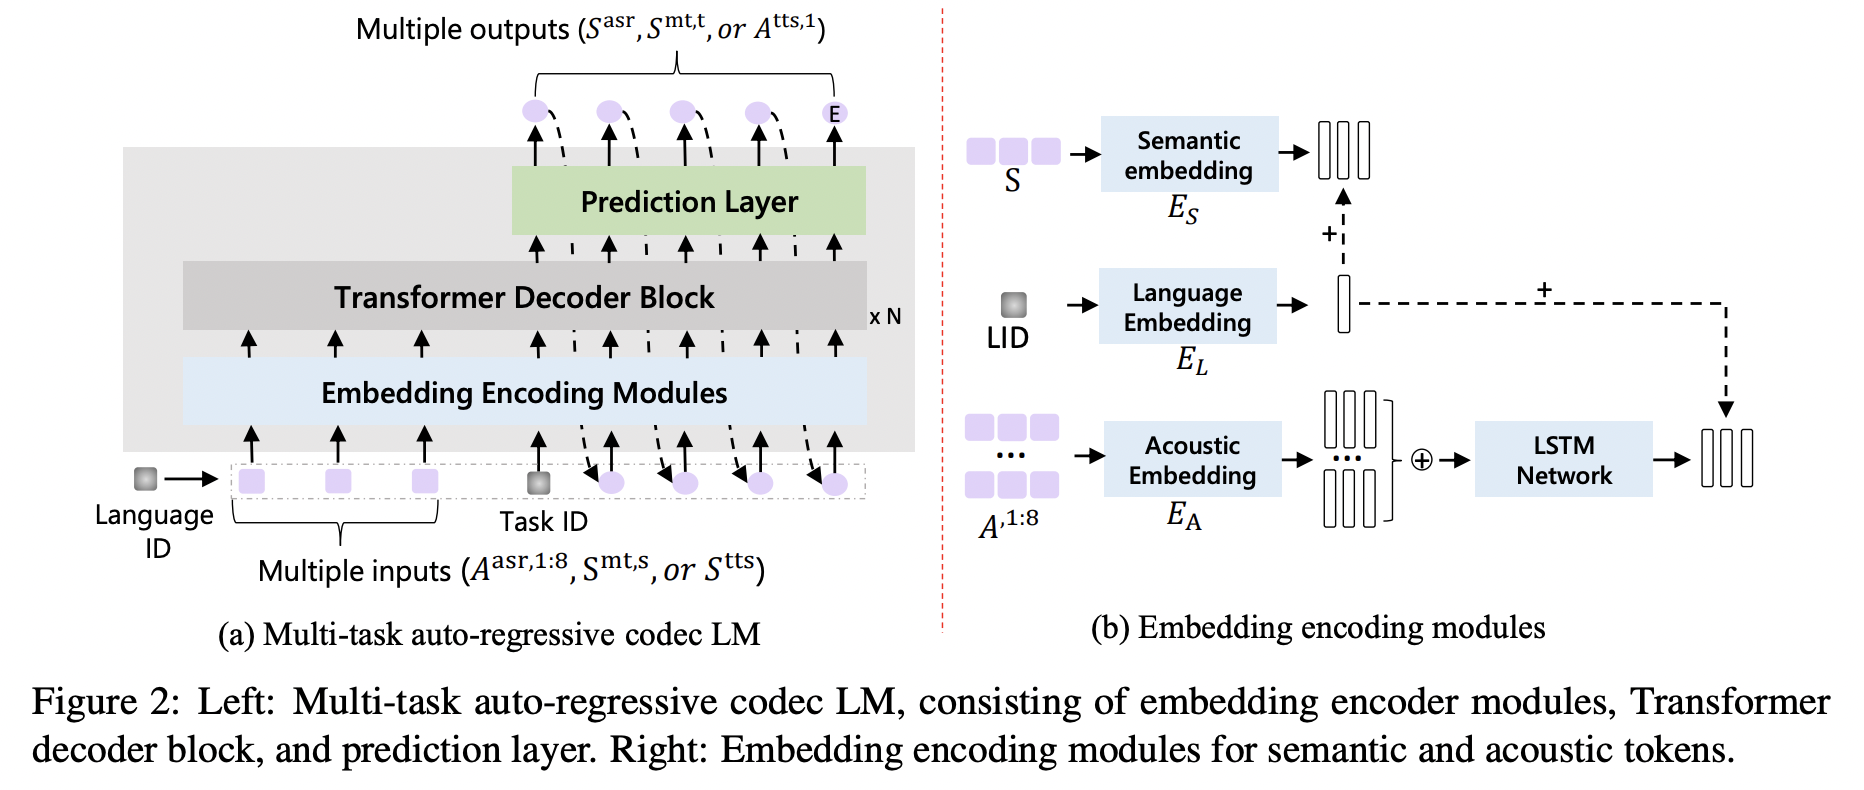 Multiple outputs (S^asr, S^mt,t, or A^tts,1)
E
Prediction Layer
Transformer Decoder Block
x N
Embedding Encoding Modules
Language
ID
Task ID
Multiple inputs (A^asr,1:8, S^mt,s, or S^tts)
(a) Multi-task auto-regressive codec LM
S
Semantic
embedding
E_S
+
LID
Language
Embedding
E_L
+
A^,1:8
...
Acoustic
Embedding
E_A
...
LSTM
Network
(b) Embedding encoding modules
Figure 2: Left: Multi-task auto-regressive codec LM, consisting of embedding encoder modules, Transformer
decoder block, and prediction layer. Right: Embedding encoding modules for semantic and acoustic tokens.